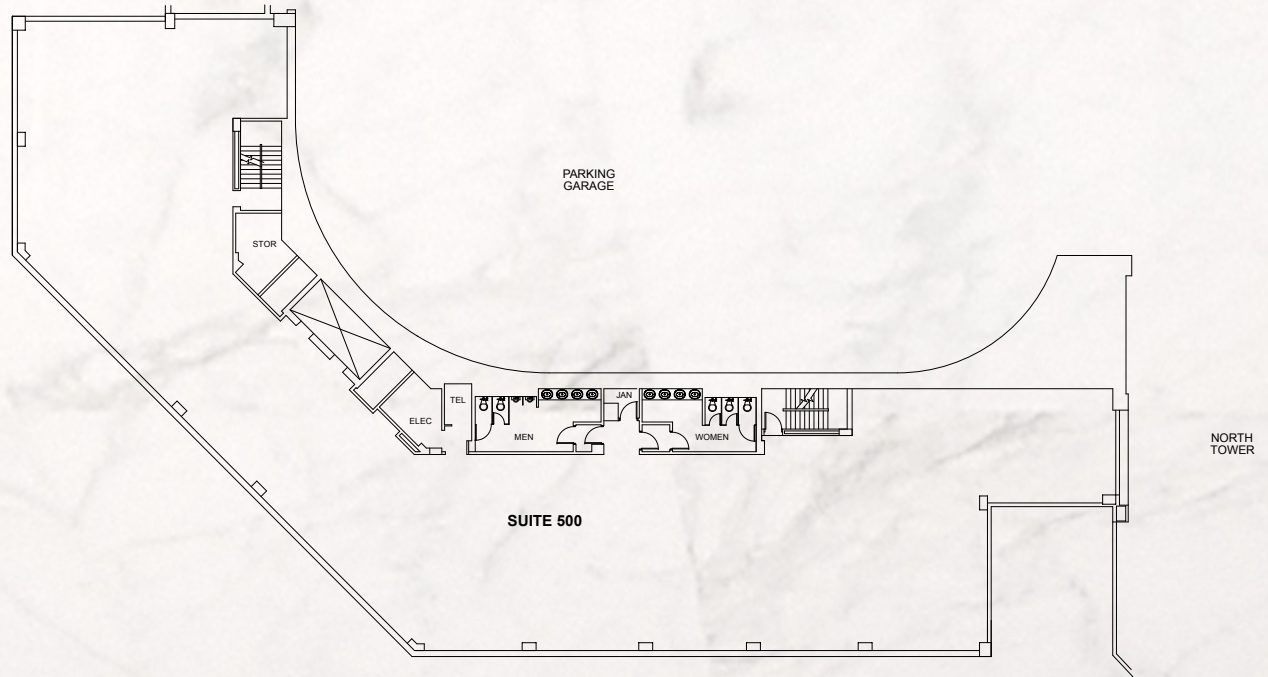 PARKING
GARAGE
STOR
TEL
JAN
ELEC
MEN
WOMEN
NORTH
TOWER
SUITE 500